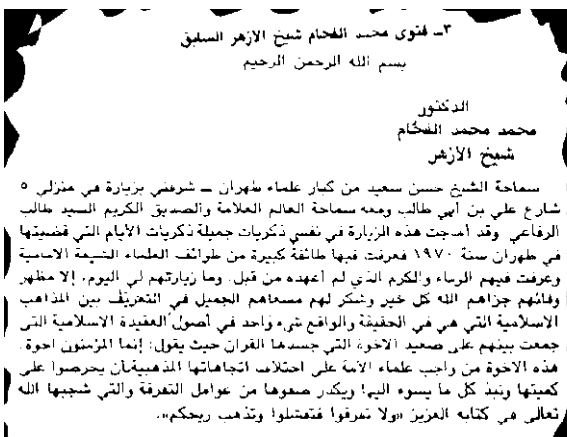 ٣ـ فتوى محمد الفحام شيخ الازهر السابق
بسم الله الرحمن الرحيم
الدكتور
محمد محمد الفحام
شيخ الأزهر
سماحة الشيخ حسن سعيد من كبار علماء طهران ــ شرفني بزيارة في منزلي ٥
شارع علي بن أبي طالب ومعه سماحة العالم العلامة والصديق الكريم السيد طالب
الرفاعي وقد أهاجت هذه الزيارة في نفسي ذكريات جميلة ذكريات الأيام التي قضيتها
في طهران سنة ١٩٧٠ فعرفت فيها طائفة كبيرة من طوائف العلماء الشيعة الامامية
وعرفت فيهم الوفاء والكرم الذي لم أعهده من قبل. وما زيارتهم لي اليوم، إلا مظهر
وفائهم جزاهم الله كل خير وشكر لهم مسعاهم الجميل في التقريب بين المذاهب
الاسلامية التي هي في الحقيقة والواقع شيء واحد في أصول العقيدة الاسلامية التي
جمعت بينهم على صعيد الاخوة التي جسدها القرآن حيث يقول: إنما المؤمنون اخوة.
هذه الاخوة من واجب علماء الأمة على اختلاف اتجاهاتها المذهبية أن يحرصوا على
كميتها ونبذ كل ما يسوء اليها ويكدر صفوها من عوامل التفرقة والتي شجبها الله
تعالى في كتابه العزيز «ولا تفرقوا فتفشلوا وتذهب ريحكم».